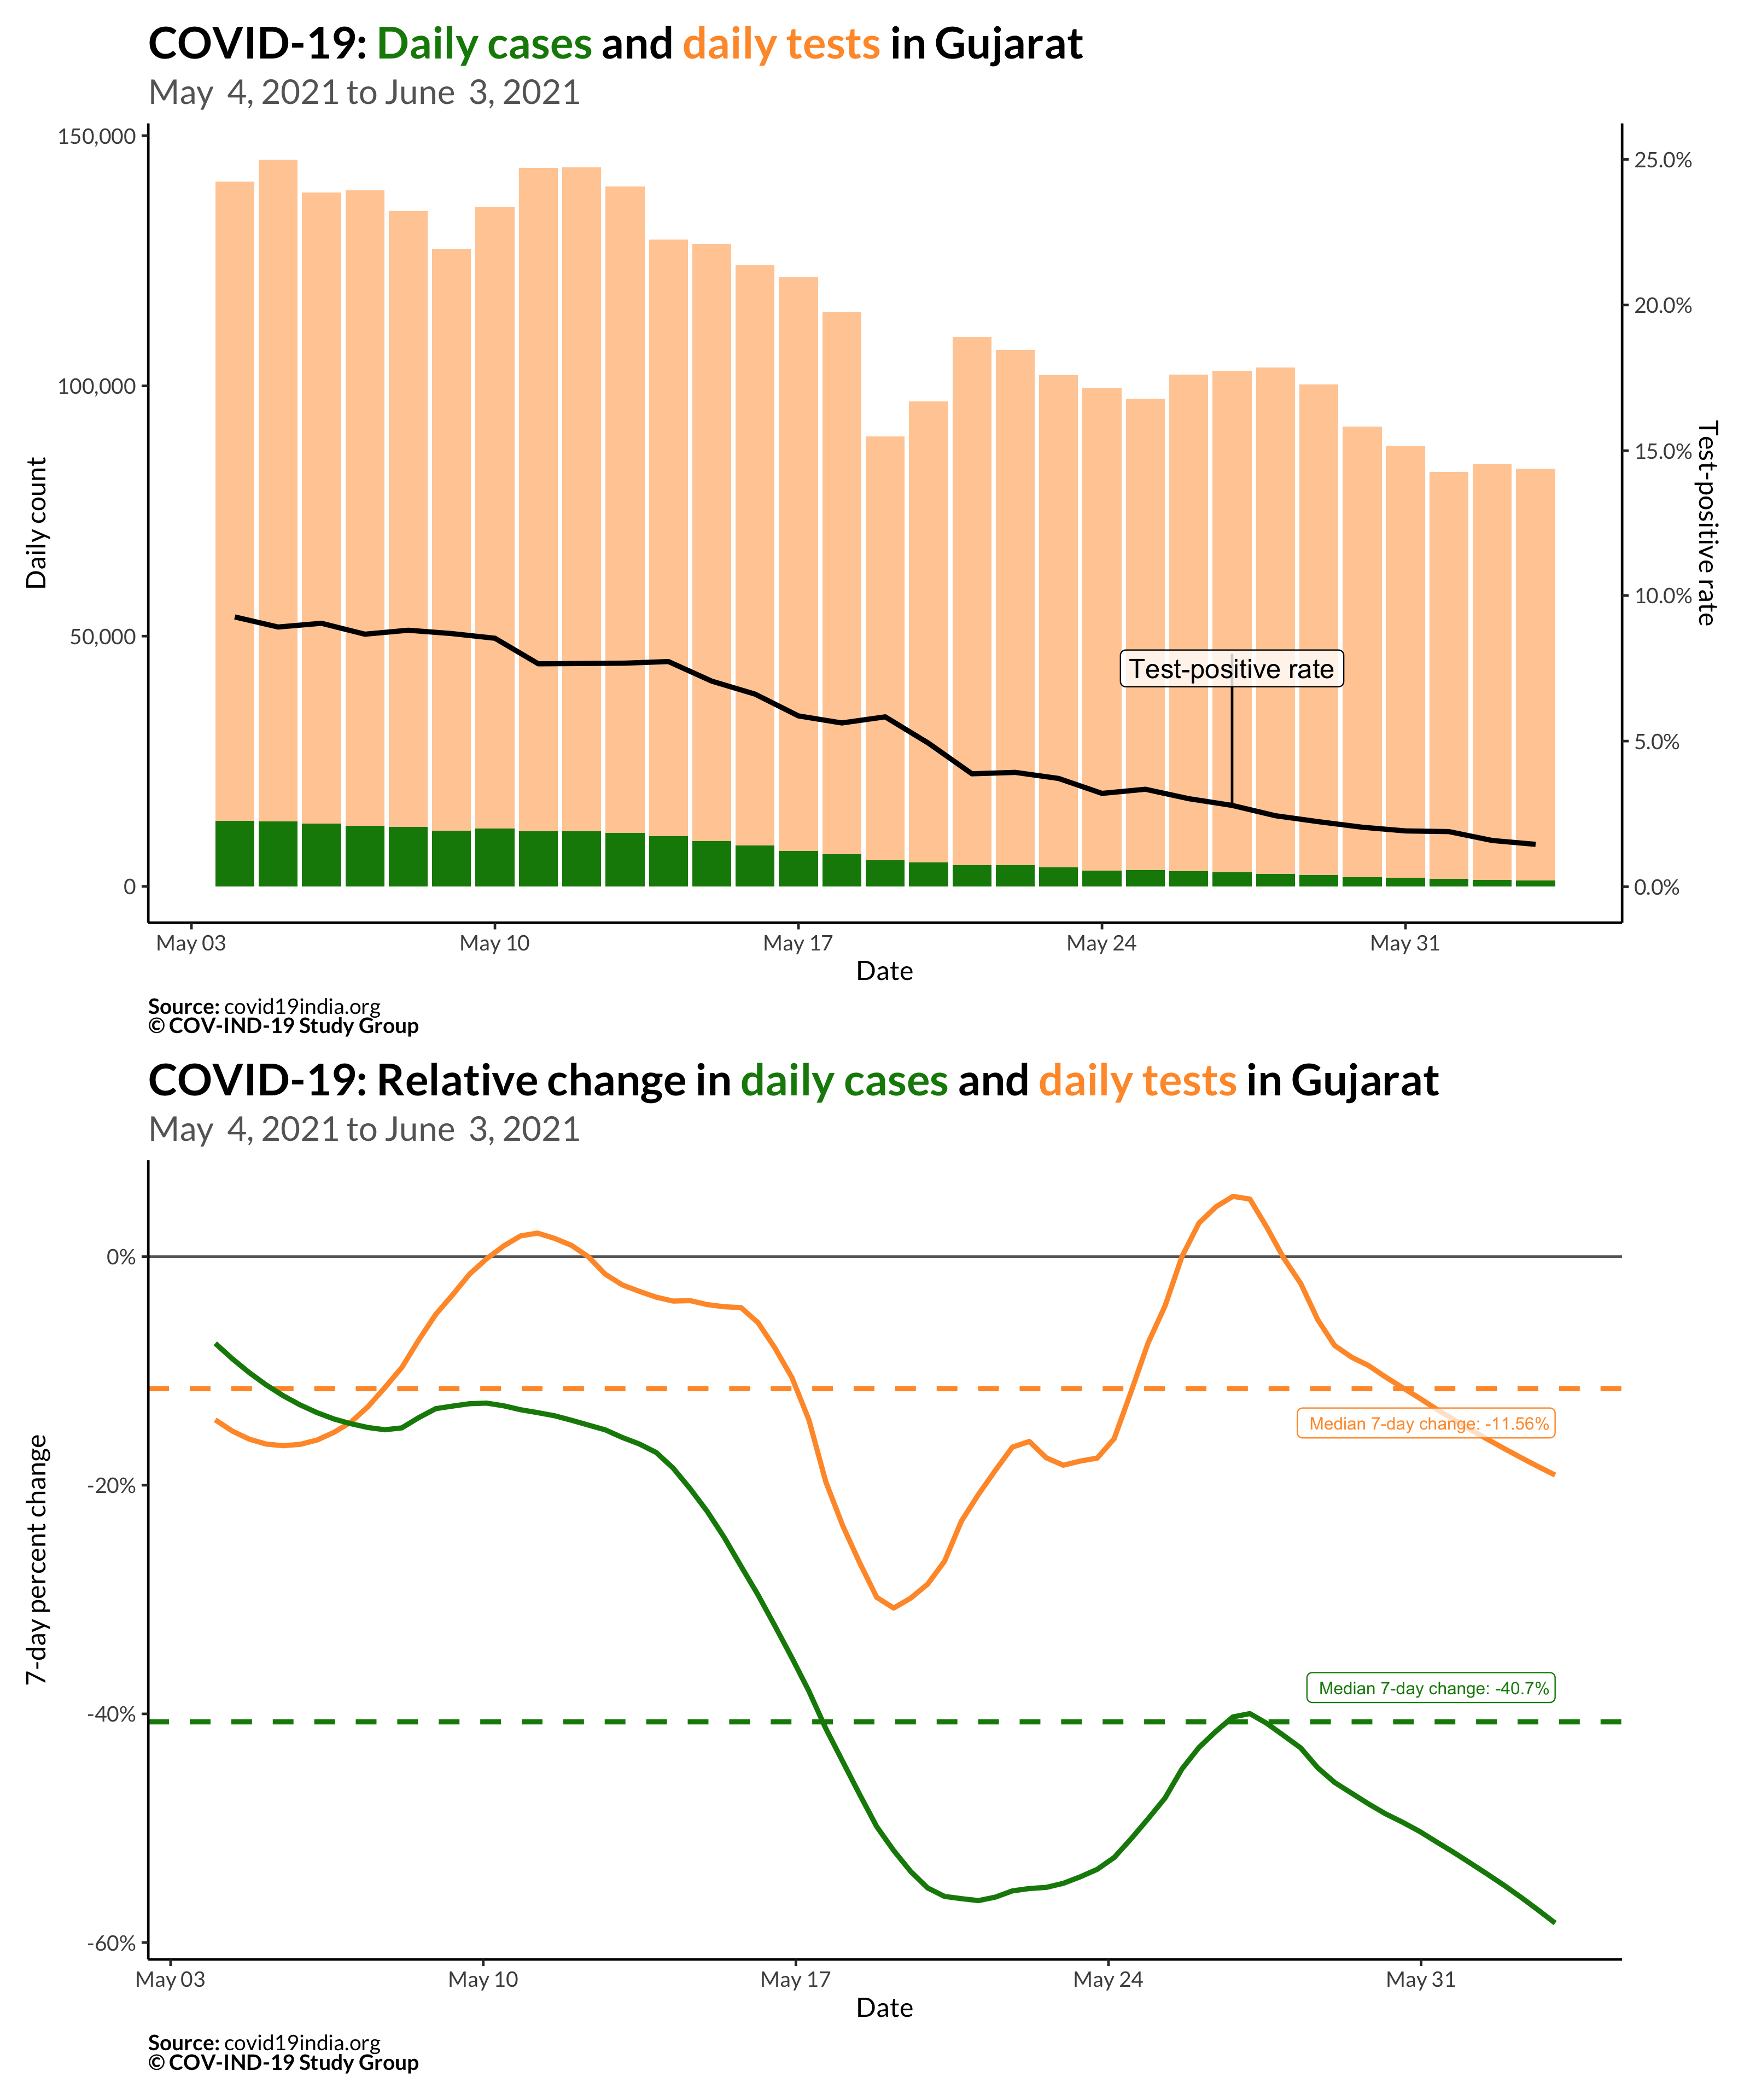 COVID-19: Daily cases and daily tests in Gujarat
May 4, 2021 to June 3, 2021
150,000
100,000
50,000
0
Daily count
25.0%
20.0%
15.0%
10.0%
5.0%
0.0%
Test-positive rate
Test-positive rate
May 03
May 10
May 17
May 24
May 31
Date
Source: covid19india.org
© COV-IND-19 Study Group
COVID-19: Relative change in daily cases and daily tests in Gujarat
May 4, 2021 to June 3, 2021
0%
-20%
-40%
-60%
7-day percent change
Median 7-day change: -11.56%
Median 7-day change: -40.7%
May 03
May 10
May 17
May 24
May 31
Date
Source: covid19india.org
© COV-IND-19 Study Group